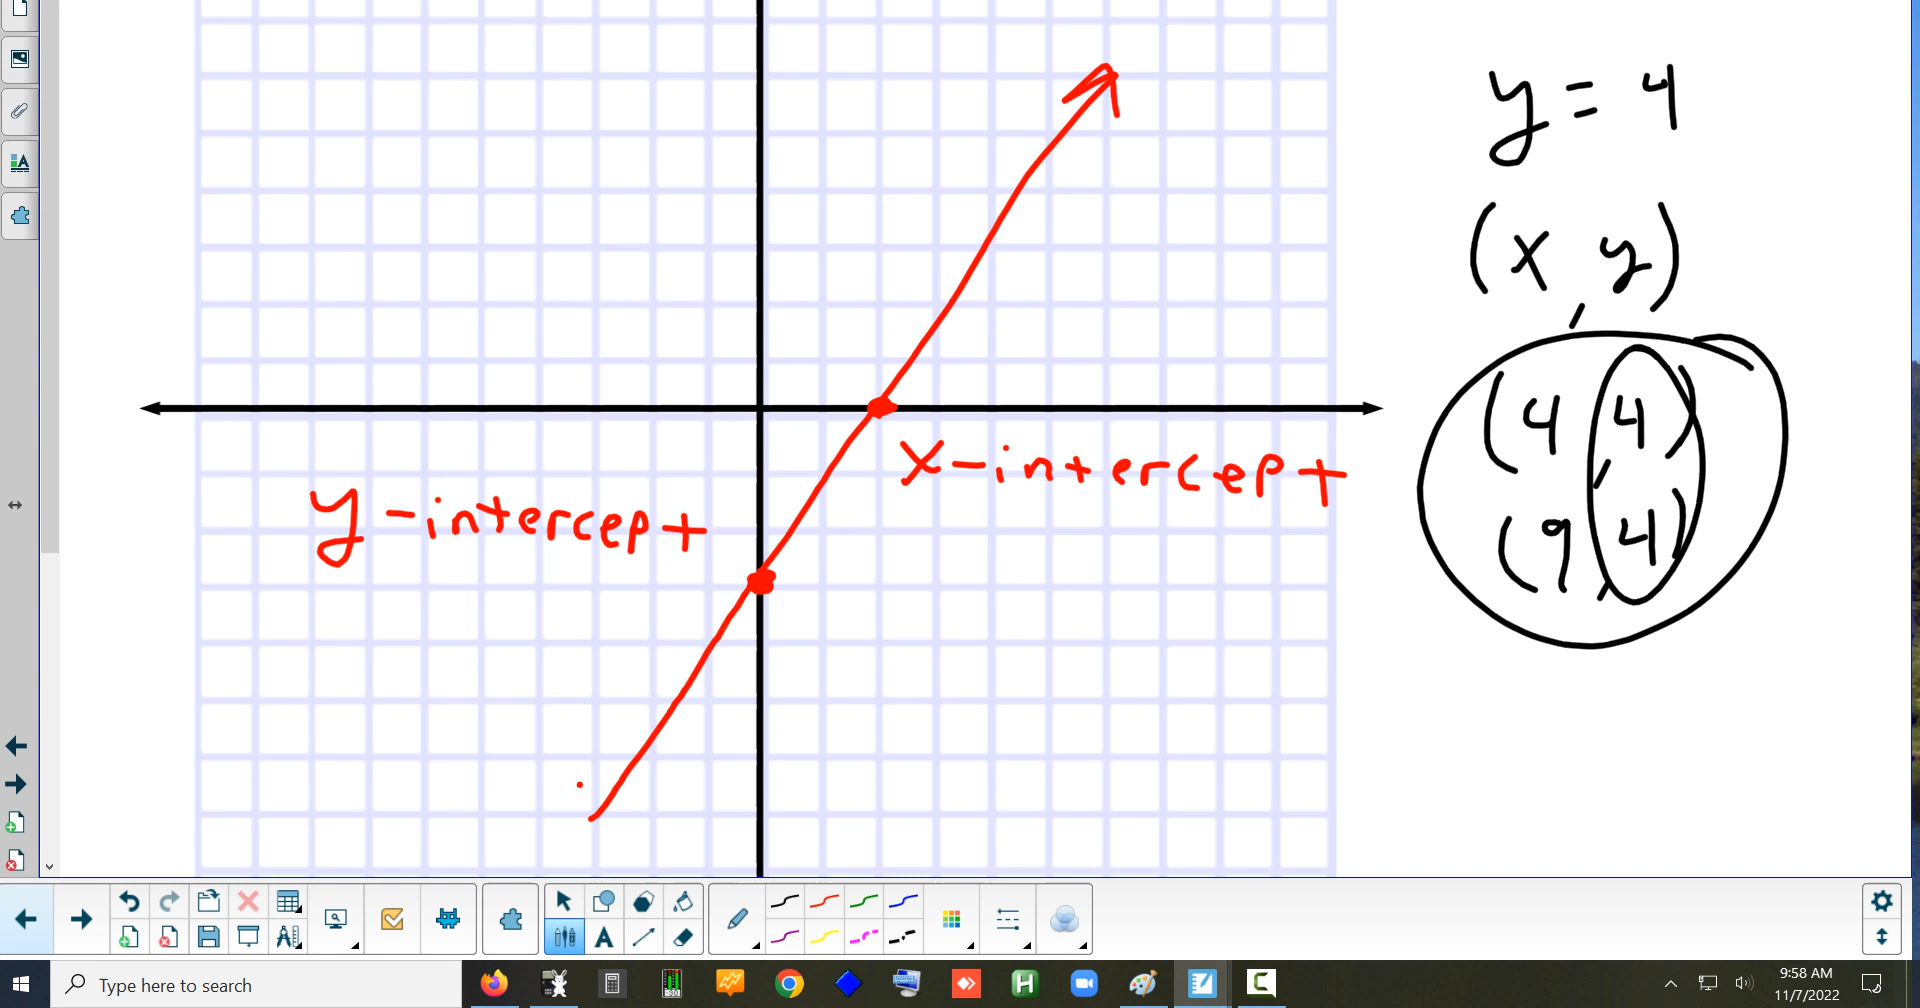 y = 4
(x, y)
(4, 4)
(9, 4)
x-intercept
y-intercept
Type here to search
9:58 AM
11/7/2022